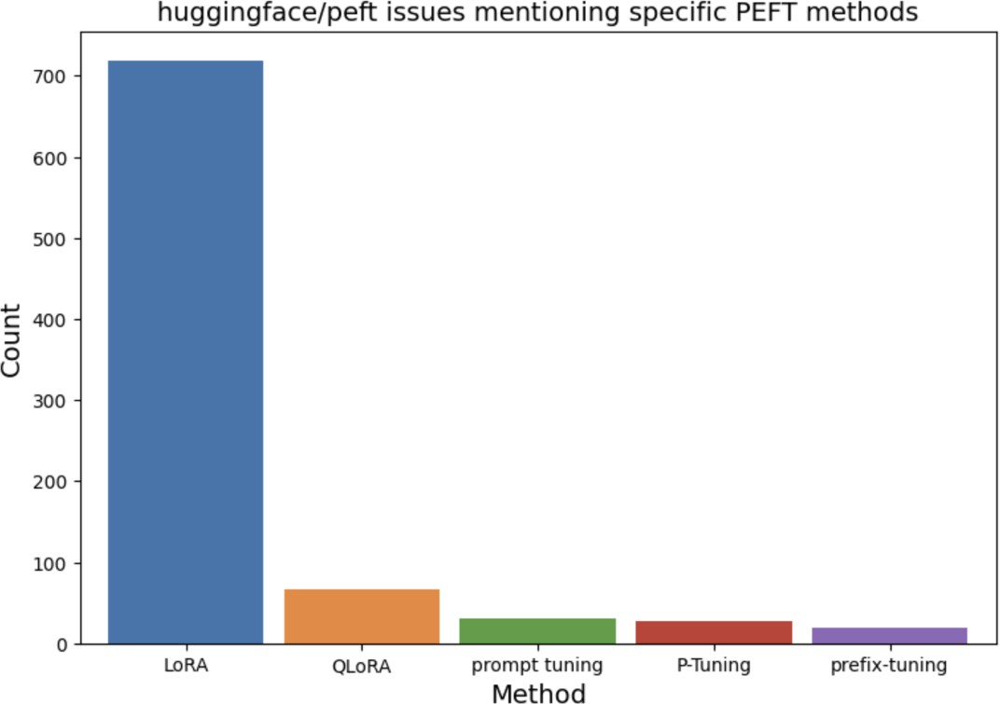 huggingface/peft issues mentioning specific PEFT methods
700
600
500
400
300
200
100
0
Count
LoRA QLoRA prompt tuning P-Tuning prefix-tuning
Method